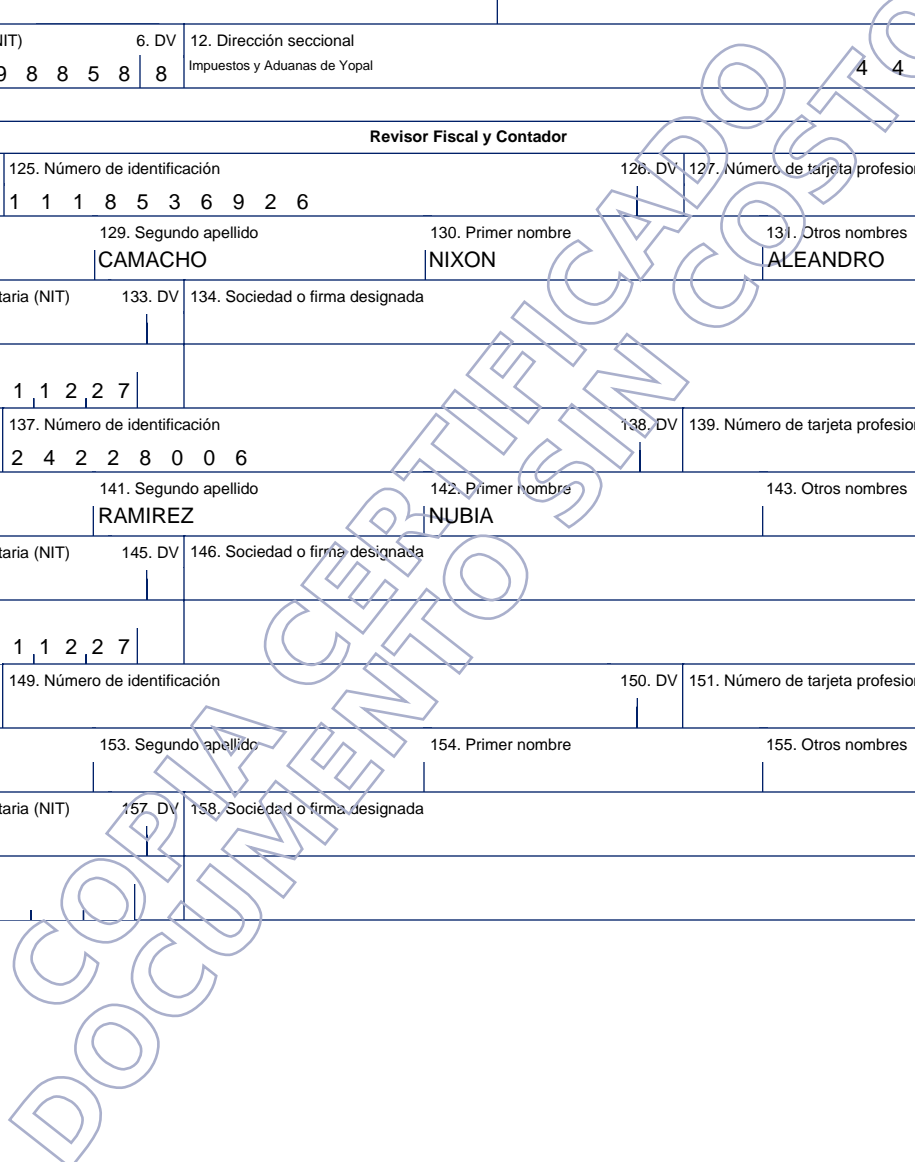 NIT) 6. DV 12. Dirección seccional
9 8 8 5 8 8 Impuestos y Aduanas de Yopal 4 4
Revisor Fiscal y Contador
125. Número de identificación 126. DV 127. Número de tarjeta profesion
1 1 1 8 5 3 6 9 2 6
129. Segundo apellido 130. Primer nombre 131. Otros nombres
CAMACHO NIXON ALEANDRO
taria (NIT) 133. DV 134. Sociedad o firma designada
1 1 2 2 7
137. Número de identificación 138. DV 139. Número de tarjeta profesion
2 4 2 2 8 0 0 6
141. Segundo apellido 142. Primer nombre 143. Otros nombres
RAMIREZ NUBIA
taria (NIT) 145. DV 146. Sociedad o firma designada
1 1 2 2 7
149. Número de identificación 150. DV 151. Número de tarjeta profesion
153. Segundo apellido 154. Primer nombre 155. Otros nombres
taria (NIT) 157. DV 158. Sociedad o firma designada
COPIA CERTIFICADO
DOCUMENTO SIN COSTO